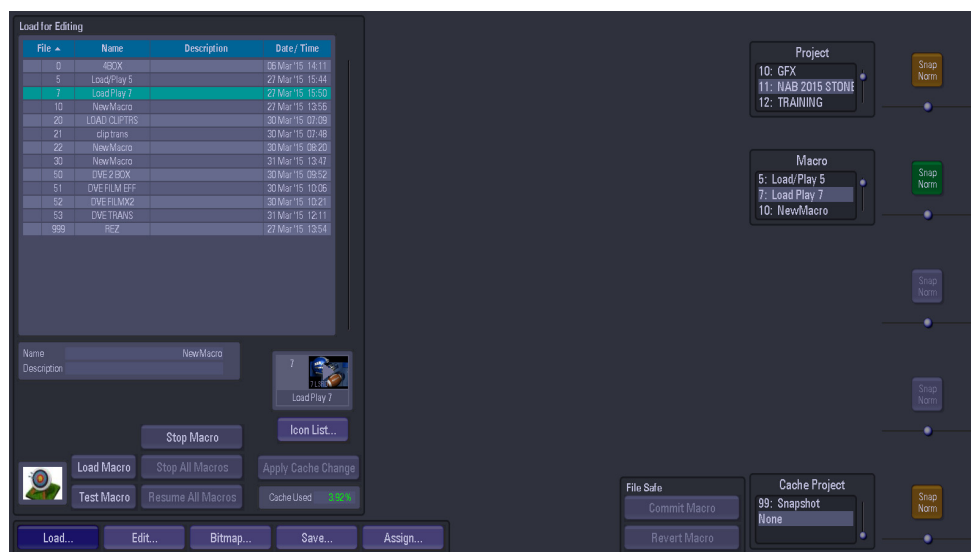 Load for Editing
File Name Description Date / Time
0 4BOX 06 Mar '15 14:11
5 Load/Play 5 27 Mar '15 15:44
7 Load Play 7 27 Mar '15 15:50
10 NewMacro 27 Mar '15 13:56
20 LOAD CLIPTRS 30 Mar '15 07:09
21 clip trans 30 Mar '15 07:48
22 NewMacro 30 Mar '15 08:20
30 NewMacro 31 Mar '15 13:47
50 DVE 2 BOX 30 Mar '15 09:52
51 DVE FILM EFF 30 Mar '15 10:06
52 DVE FILMX2 30 Mar '15 10:21
53 DVE TRANS 31 Mar '15 12:11
999 REZ 27 Mar '15 13:54
Name NewMacro
Description
7
Load Play 7
Icon List...
Stop Macro
Load Macro Stop All Macros Apply Cache Change
Test Macro Resume All Macros Cache Used 3.92%
Load... Edit... Bitmap... Save... Assign...
Project
10: GFX
11: NAB 2015 STONE
12: TRAINING
Snap
Norm
Macro
5: Load/Play 5
7: Load Play 7
10: NewMacro
Snap
Norm
Snap
Norm
Snap
Norm
File Safe
Commit Macro
Revert Macro
Cache Project
99: Snapshot
None
Snap
Norm